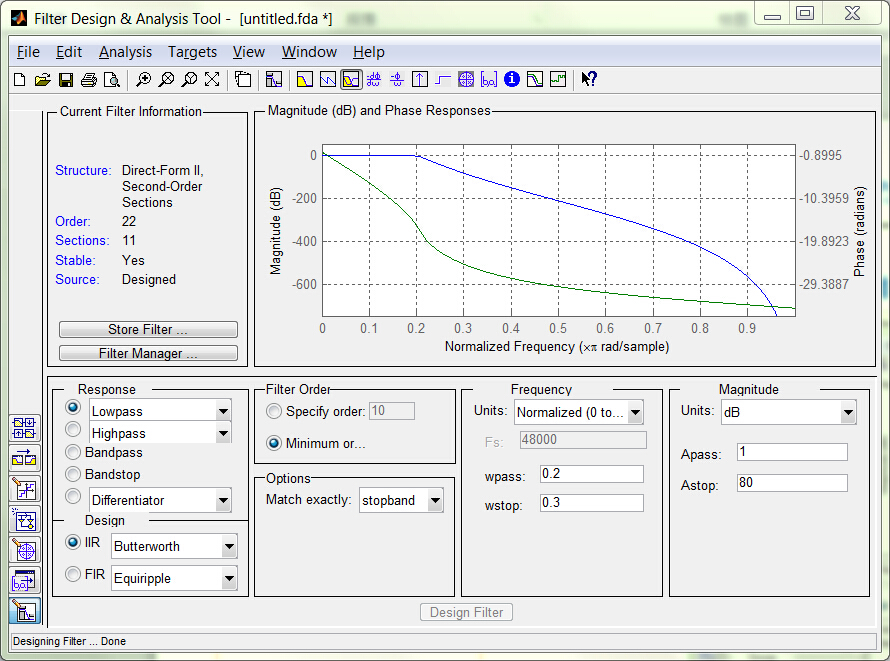 Filter Design & Analysis Tool - [untitled.fda *]
File Edit Analysis Targets View Window Help
Current Filter Information
Structure: Direct-Form II,
Second-Order
Sections
Order: 22
Sections: 11
Stable: Yes
Source: Designed
Store Filter ...
Filter Manager ...
Magnitude (dB) and Phase Responses
Magnitude (dB)
0
-200
-400
-600
-0.8995
-10.3959
-19.8923
-29.3887
Phase (radians)
0 0.1 0.2 0.3 0.4 0.5 0.6 0.7 0.8 0.9
Normalized Frequency (×π rad/sample)
Response
Lowpass
Highpass
Bandpass
Bandstop
Differentiator
Design
IIR Butterworth
FIR Equiripple
Filter Order
Specify order: 10
Minimum or...
Options
Match exactly: stopband
Frequency
Units: Normalized (0 to...
Fs: 48000
wpass: 0.2
wstop: 0.3
Magnitude
Units: dB
Apass: 1
Astop: 80
Design Filter
Designing Filter ... Done